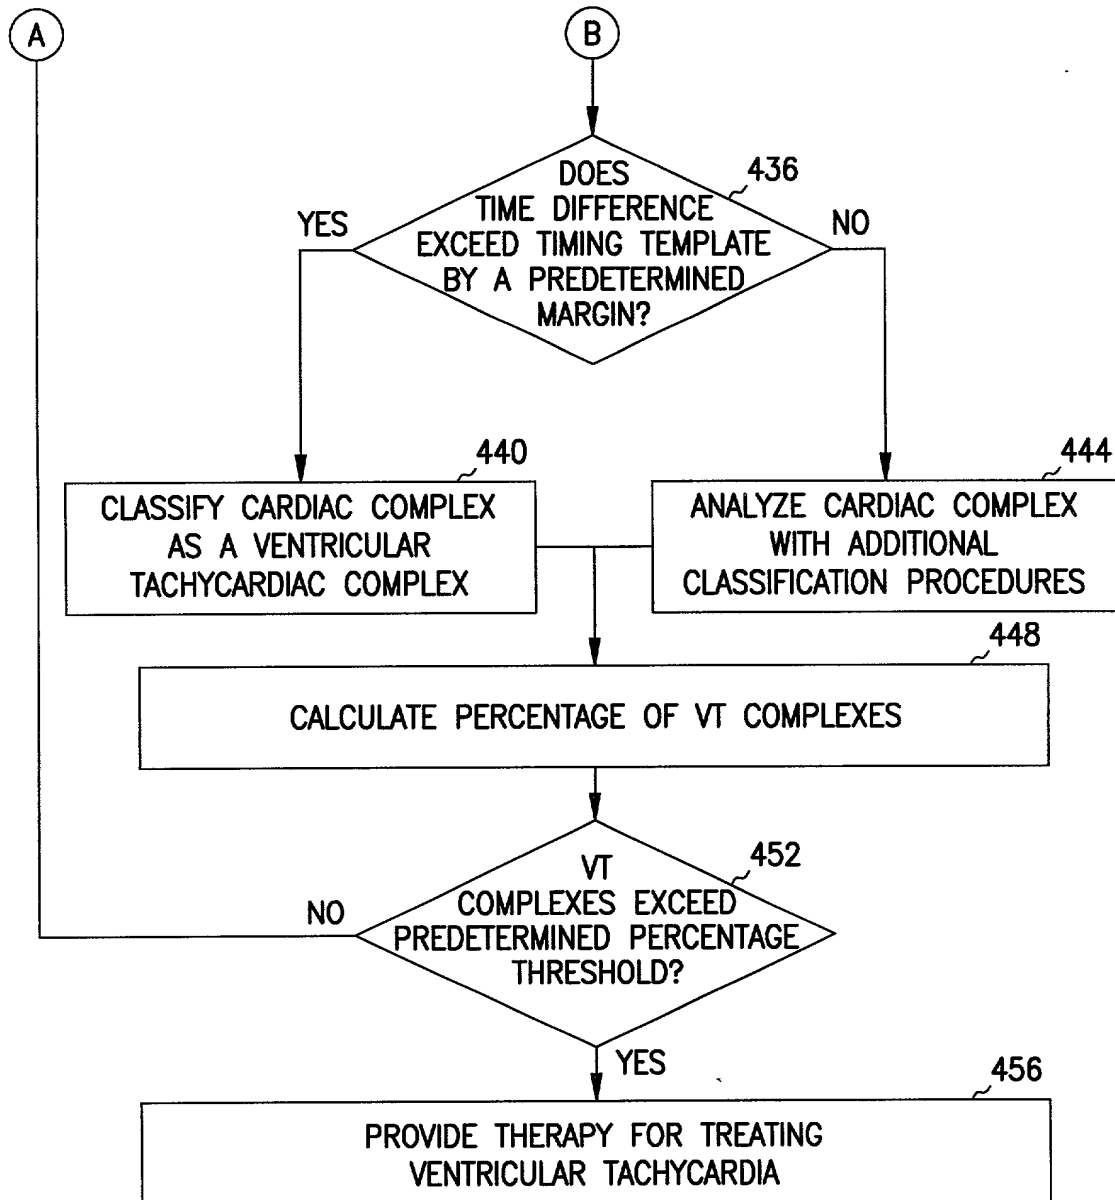 A
B
DOES
TIME DIFFERENCE
EXCEED TIMING TEMPLATE
BY A PREDETERMINED
MARGIN?
436
YES
NO
440
CLASSIFY CARDIAC COMPLEX
AS A VENTRICULAR
TACHYCARDIAC COMPLEX
444
ANALYZE CARDIAC COMPLEX
WITH ADDITIONAL
CLASSIFICATION PROCEDURES
448
CALCULATE PERCENTAGE OF VT COMPLEXES
452
VT
COMPLEXES EXCEED
PREDETERMINED PERCENTAGE
THRESHOLD?
NO
YES
456
PROVIDE THERAPY FOR TREATING
VENTRICULAR TACHYCARDIA